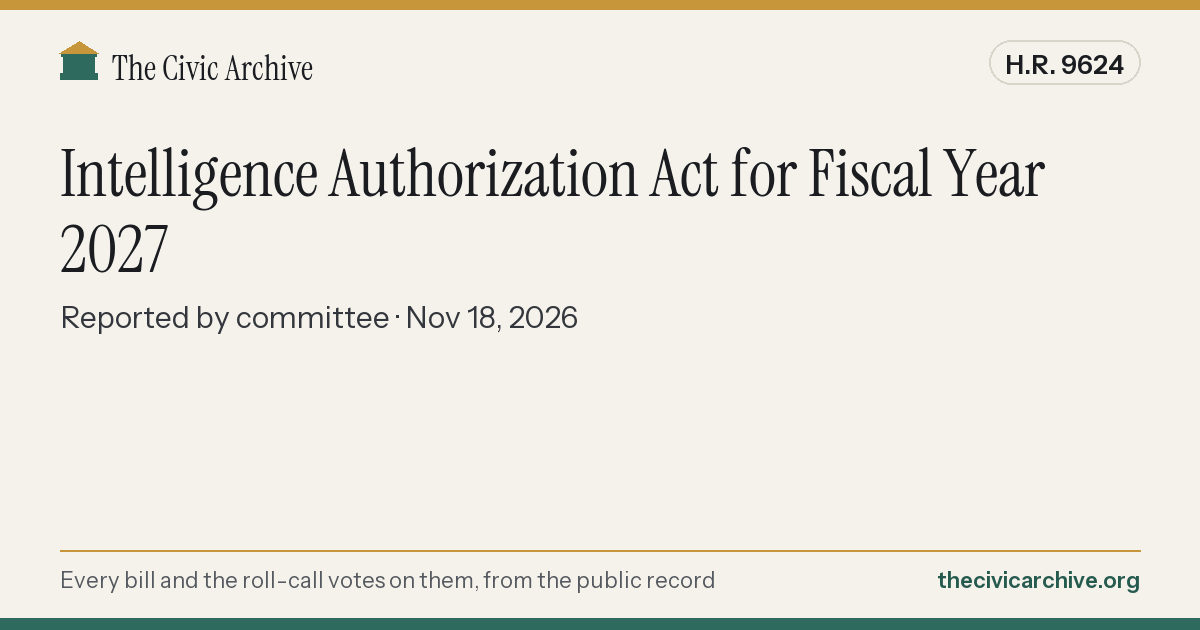 The Civic Archive
H.R. 9624
Intelligence Authorization Act for Fiscal Year
2027
Reported by committee · Nov 18, 2026
Every bill and the roll-call votes on them, from the public record
thecivicarchive.org